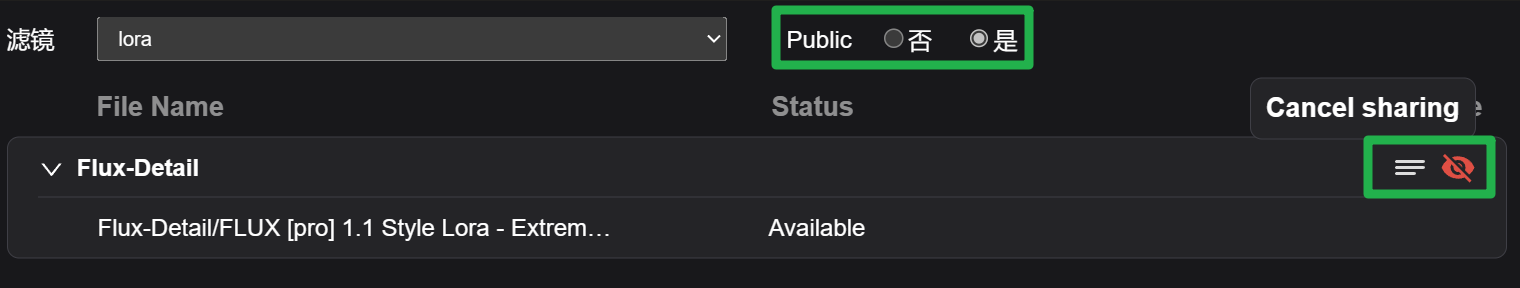 滤镜 lora Public 否 是
File Name Status
Cancel sharing
Flux-Detail
Flux-Detail/FLUX [pro] 1.1 Style Lora - Extrem… Available